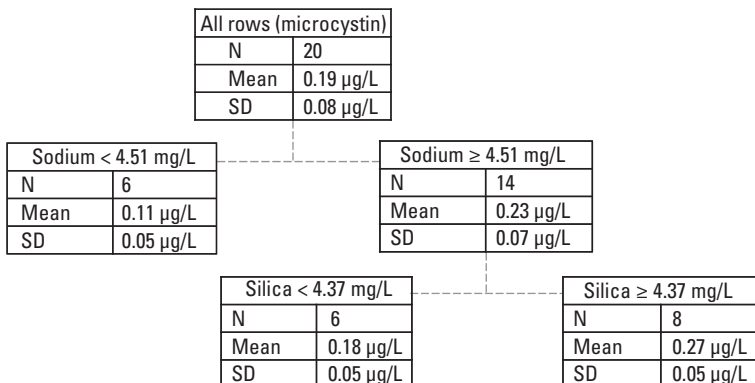 All rows (microcystin)
N 20
Mean 0.19 µg/L
SD 0.08 µg/L
Sodium < 4.51 mg/L
N 6
Mean 0.11 µg/L
SD 0.05 µg/L
Sodium ≥ 4.51 mg/L
N 14
Mean 0.23 µg/L
SD 0.07 µg/L
Silica < 4.37 mg/L
N 6
Mean 0.18 µg/L
SD 0.05 µg/L
Silica ≥ 4.37 mg/L
N 8
Mean 0.27 µg/L
SD 0.05 µg/L